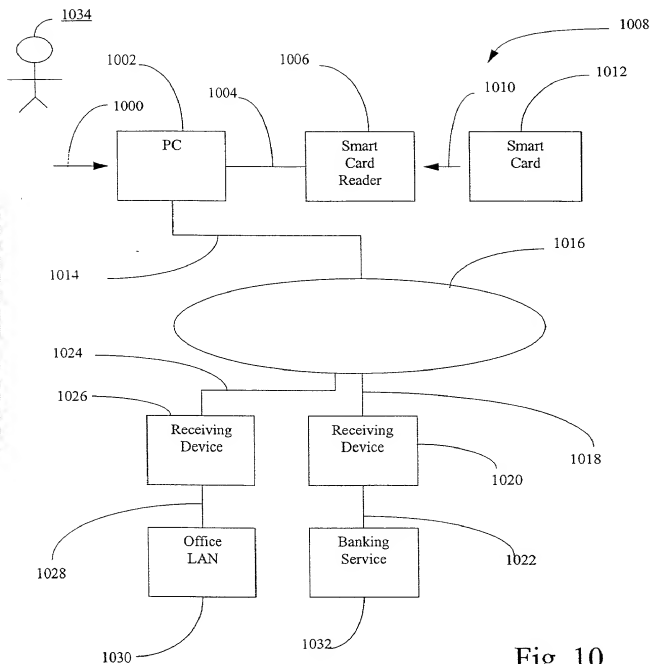 1034
1008
1002
1006
1012
1004
1010
1000
PC
Smart
Card
Reader
Smart
Card
1014
1016
1024
1026
Receiving
Device
Receiving
Device
1018
1020
Office
LAN
Banking
Service
1028
1022
1030
1032
Fig. 10